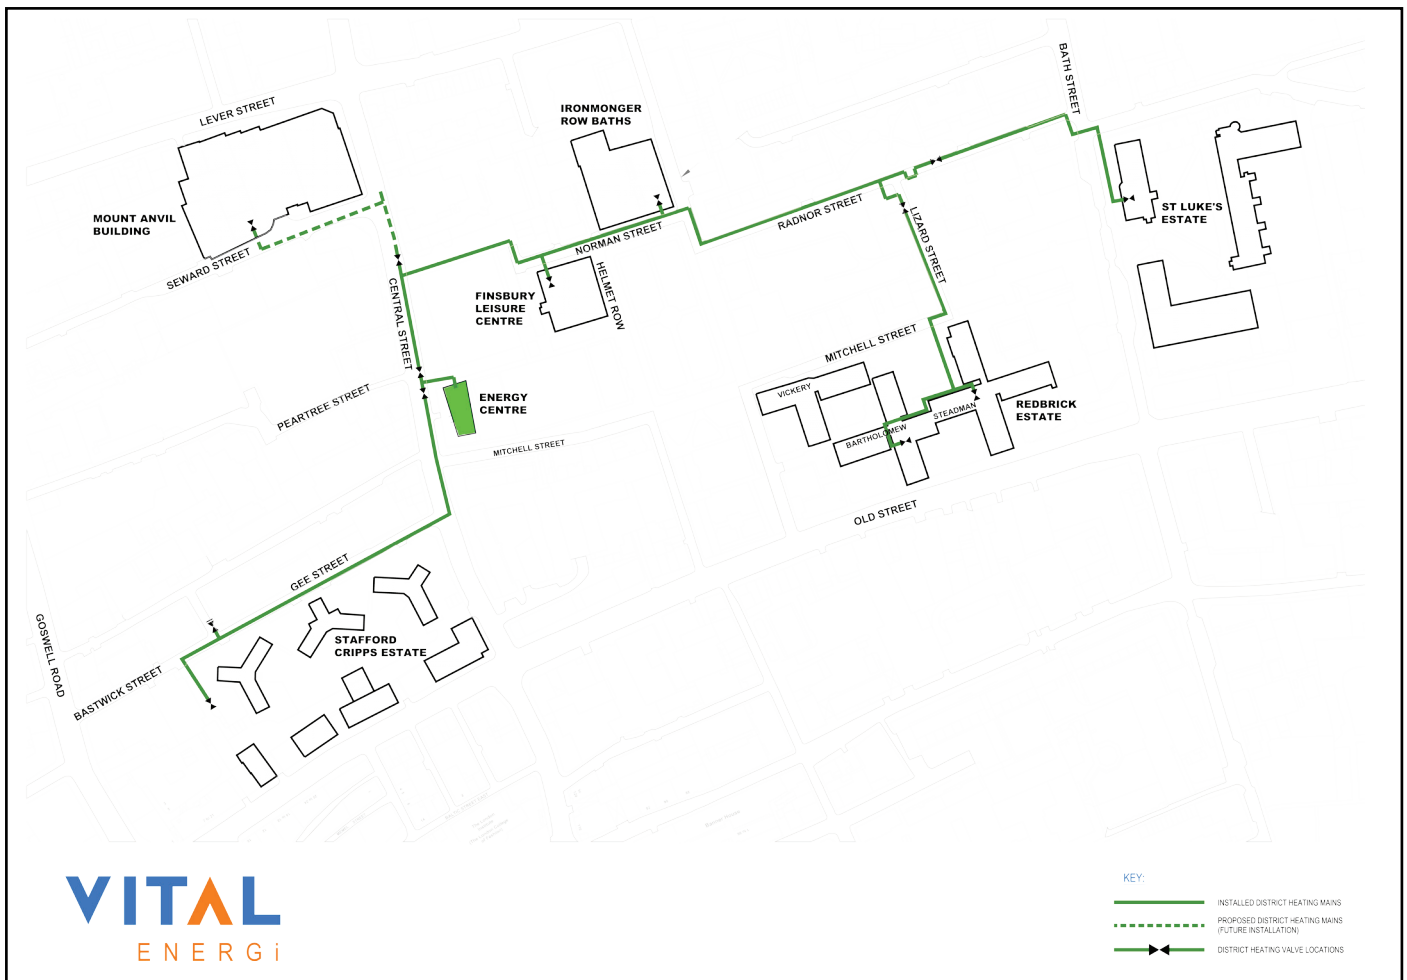 BATH STREET
LEVER STREET
IRONMONGER
ROW BATHS
MOUNT ANVIL
BUILDING
ST LUKE'S
ESTATE
RADNOR STREET
LIZARD STREET
NORMAN STREET
SEWARD STREET
HELMET ROW
FINSBURY
LEISURE
CENTRE
CENTRAL STREET
MITCHELL STREET
PEARTREE STREET
ENERGY
CENTRE
VICKERY
STEADMAN
REDBRICK
ESTATE
BARTHOLOMEW
MITCHELL STREET
OLD STREET
GEE STREET
GOSWELL ROAD
STAFFORD
CRIPPS ESTATE
BASTWICK STREET
VITAL
ENERGi
KEY:
INSTALLED DISTRICT HEATING MAINS
PROPOSED DISTRICT HEATING MAINS
(FUTURE INSTALLATION)
DISTRICT HEATING VALVE LOCATIONS